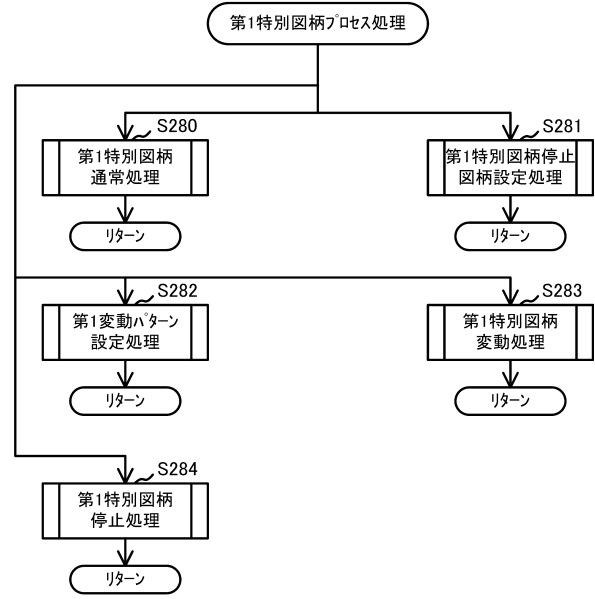 第1特別図柄ﾌﾟﾛｾｽ処理
S280
第1特別図柄
通常処理
ﾘﾀｰﾝ
S281
第1特別図柄停止
図柄設定処理
ﾘﾀｰﾝ
S282
第1変動ﾊﾟﾀｰﾝ
設定処理
ﾘﾀｰﾝ
S283
第1特別図柄
変動処理
ﾘﾀｰﾝ
S284
第1特別図柄
停止処理
ﾘﾀｰﾝ